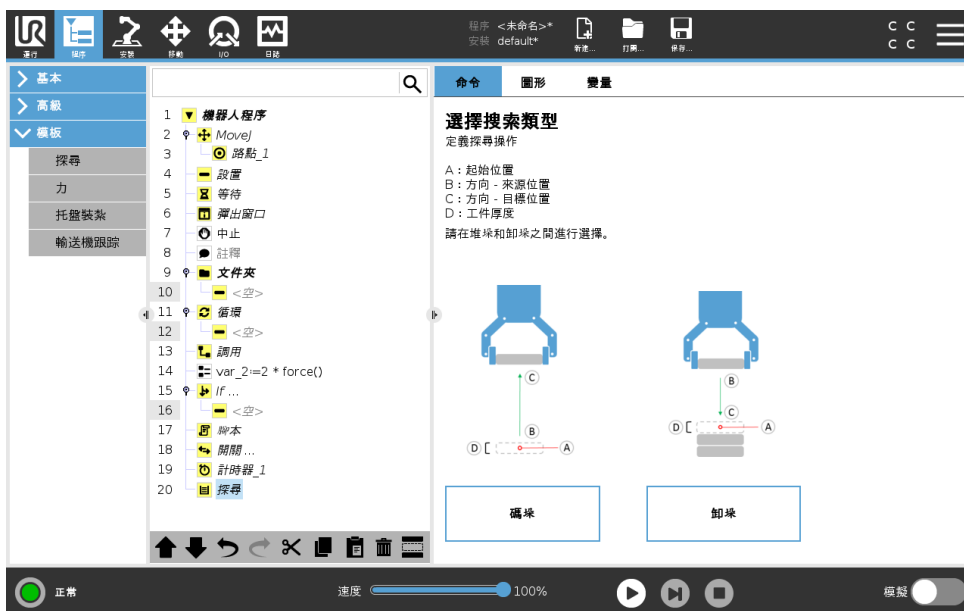 UR
運行
程序
安裝
移動
I/O
日誌
程序 <未命名>*
安裝 default*
新建...
打開...
保存...
C C
C C
基本
高級
模板
探尋
力
托盤裝紮
輸送機跟踪
1 機器人程序
2 MoveJ
3 路點_1
4 設置
5 等待
6 彈出窗口
7 中止
8 註釋
9 文件夾
10 <空>
11 循環
12 <空>
13 調用
14 var_2:=2 * force()
15 If ...
16 <空>
17 腳本
18 開關 ...
19 計時器_1
20 探尋
命令 圖形 變量
選擇搜索類型
定義探尋操作
A：起始位置
B：方向 - 來源位置
C：方向 - 目標位置
D：工件厚度
請在堆垛和卸垛之間進行選擇。
C
B
D
A
B
C
D
A
碼垛
卸垛
正常
速度
100%
模擬